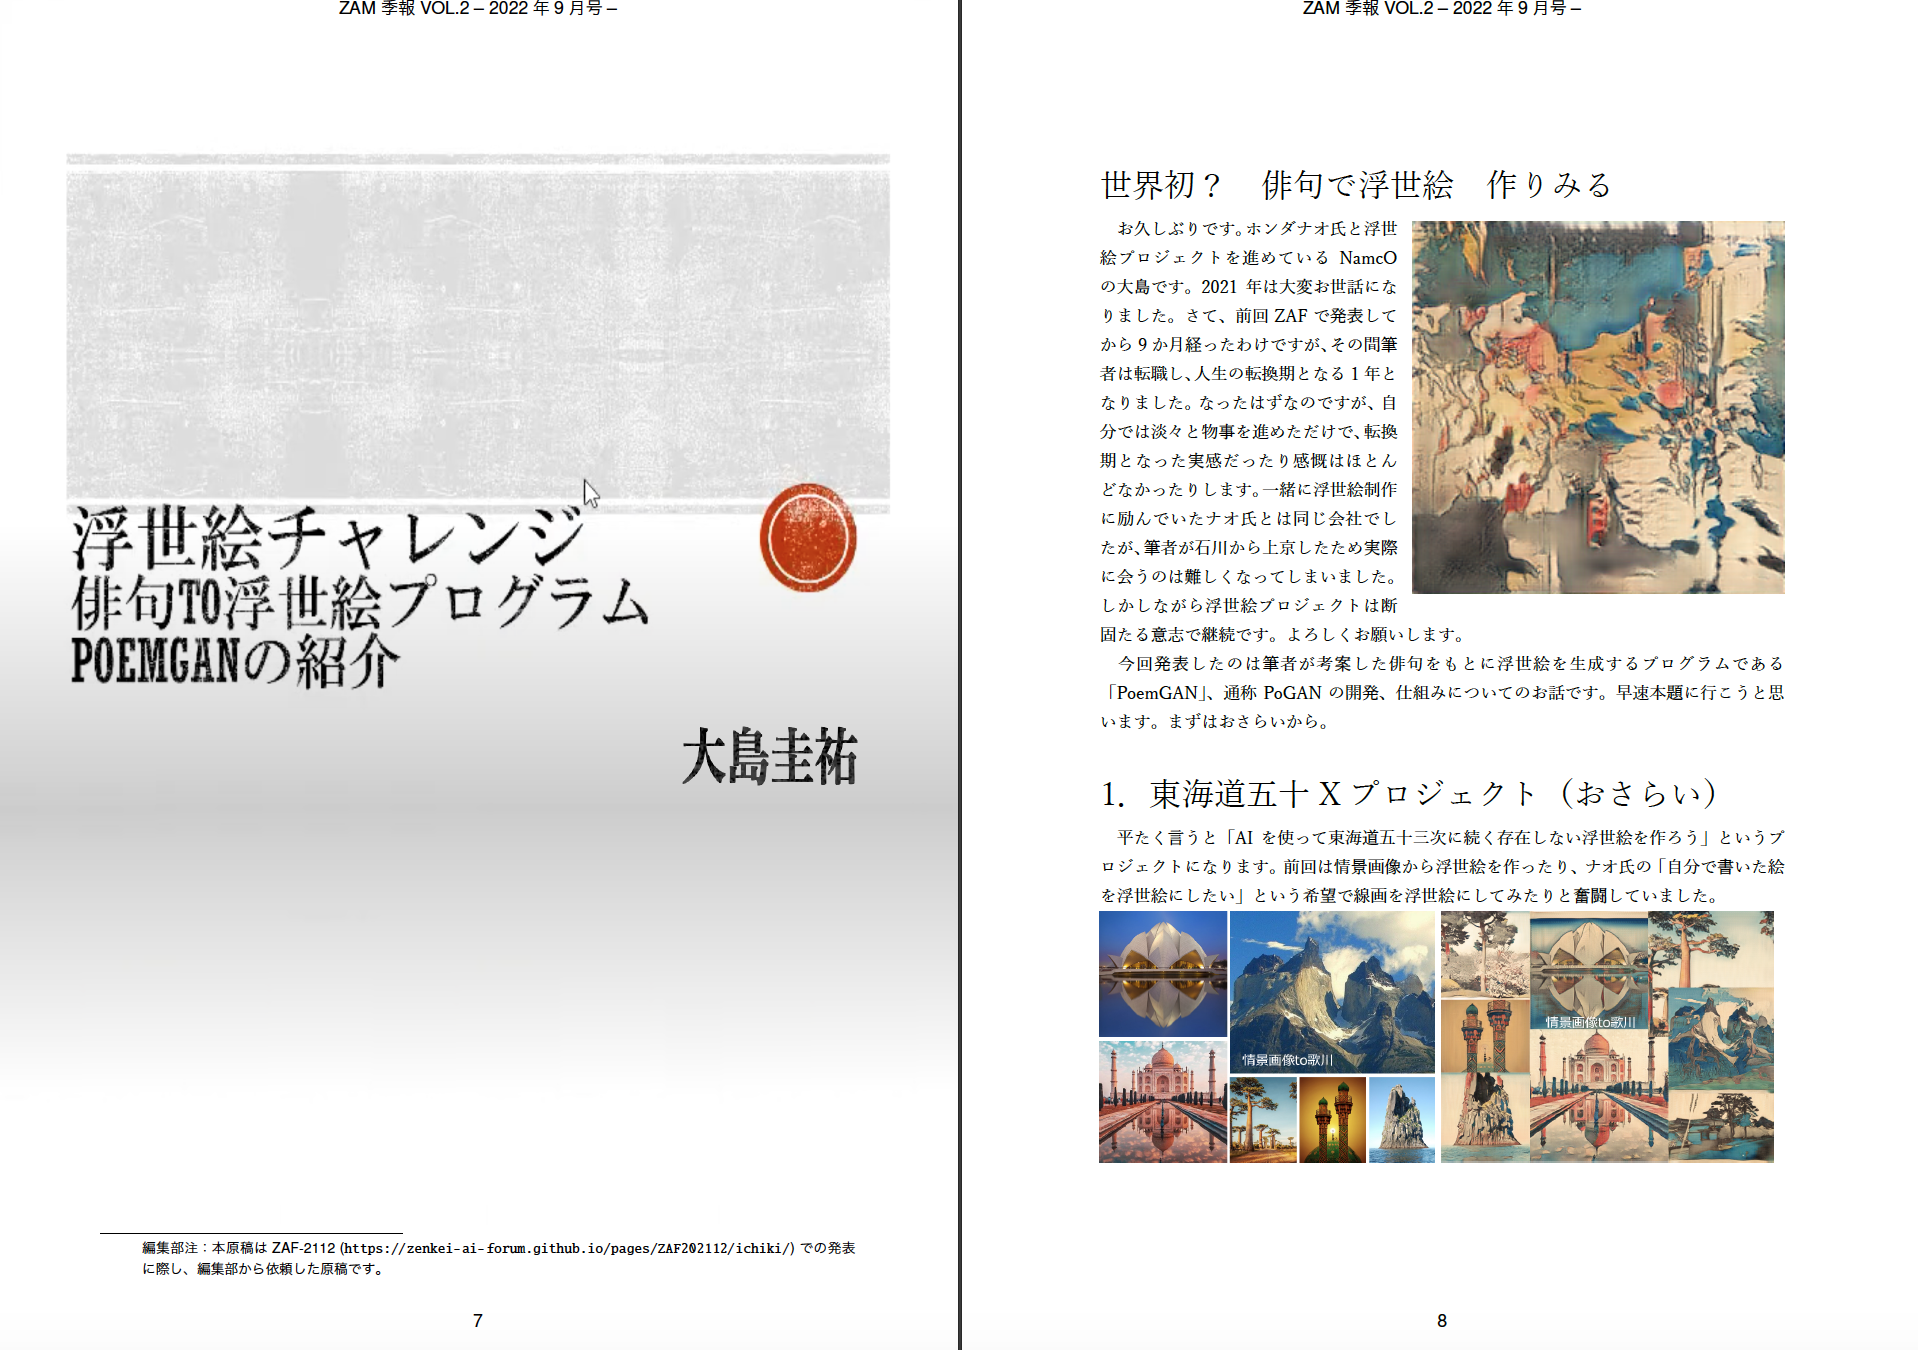 ZAM 季報 VOL.2 – 2022 年 9 月号 –
浮世絵チャレンジ
俳句TO浮世絵プログラム
POEMGANの紹介
大島圭祐
編集部注：本原稿は ZAF-2112 (https://zenkei-ai-forum.github.io/pages/ZAF202112/ichiki/) での発表
に際し、編集部から依頼した原稿です。
7
ZAM 季報 VOL.2 – 2022 年 9 月号 –
世界初？　俳句で浮世絵　作りみる
お久しぶりです。ホンダナオ氏と浮世
絵プロジェクトを進めている NamcO
の大島です。2021 年は大変お世話にな
りました。さて、前回 ZAF で発表して
から 9 か月経ったわけですが、その間筆
者は転職し、人生の転換期となる 1 年と
なりました。なったはずなのですが、自
分では淡々と物事を進めただけで、転換
期となった実感だったり感慨はほとん
どなかったりします。一緒に浮世絵制作
に励んでいたナオ氏とは同じ会社でし
たが、筆者が石川から上京したため実際
に会うのは難しくなってしまいました。
しかしながら浮世絵プロジェクトは断
固たる意志で継続です。よろしくお願いします。
今回発表したのは筆者が考案した俳句をもとに浮世絵を生成するプログラムである
「PoemGAN」、通称 PoGAN の開発、仕組みについてのお話です。早速本題に行こうと思
います。まずはおさらいから。
1. 東海道五十 X プロジェクト（おさらい）
平たく言うと「AI を使って東海道五十三次に続く存在しない浮世絵を作ろう」というプ
ロジェクトになります。前回は情景画像から浮世絵を作ったり、ナオ氏の「自分で書いた絵
を浮世絵にしたい」という希望で線画を浮世絵にしてみたりと奮闘していました。
情景画像to歌川
情景画像to歌川
8